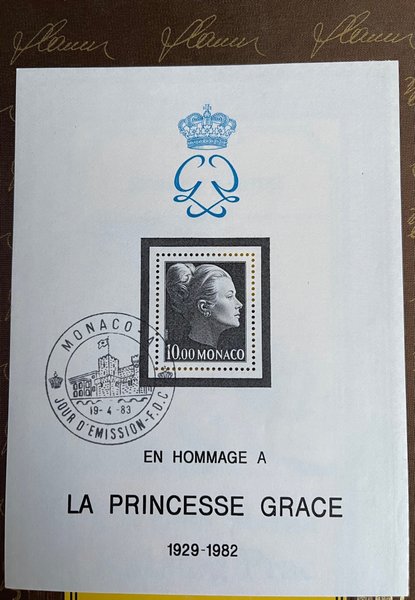 10.00 MONACO
MONACO-A
19-4-83
JOUR D'EMISSION-F.D.C
EN HOMMAGE A
LA PRINCESSE GRACE
1929-1982